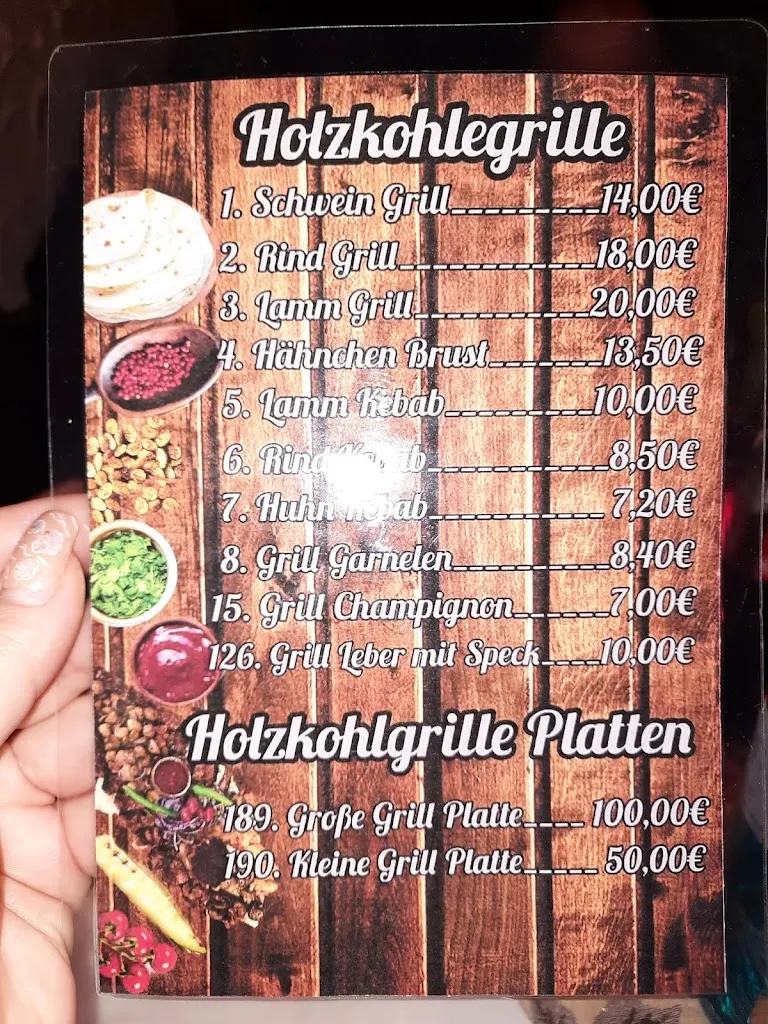 Holzkohlegrille
1. Schwein Grill_________14,00€
2. Rind Grill____________18,00€
3. Lamm Grill___________20,00€
4. Hähnchen Brust_______13,50€
5. Lamm Kebab_________10,00€
6. Rind Kebab___________8,50€
7. Huhn Kebab___________ 7,20€
8. Grill Garnelen__________8,40€
15. Grill Champignon______7,00€
126. Grill Leber mit Speck____10,00€
Holzkohlgrille Platten
189. Große Grill Platte____ 100,00€
190. Kleine Grill Platte_____ 50,00€